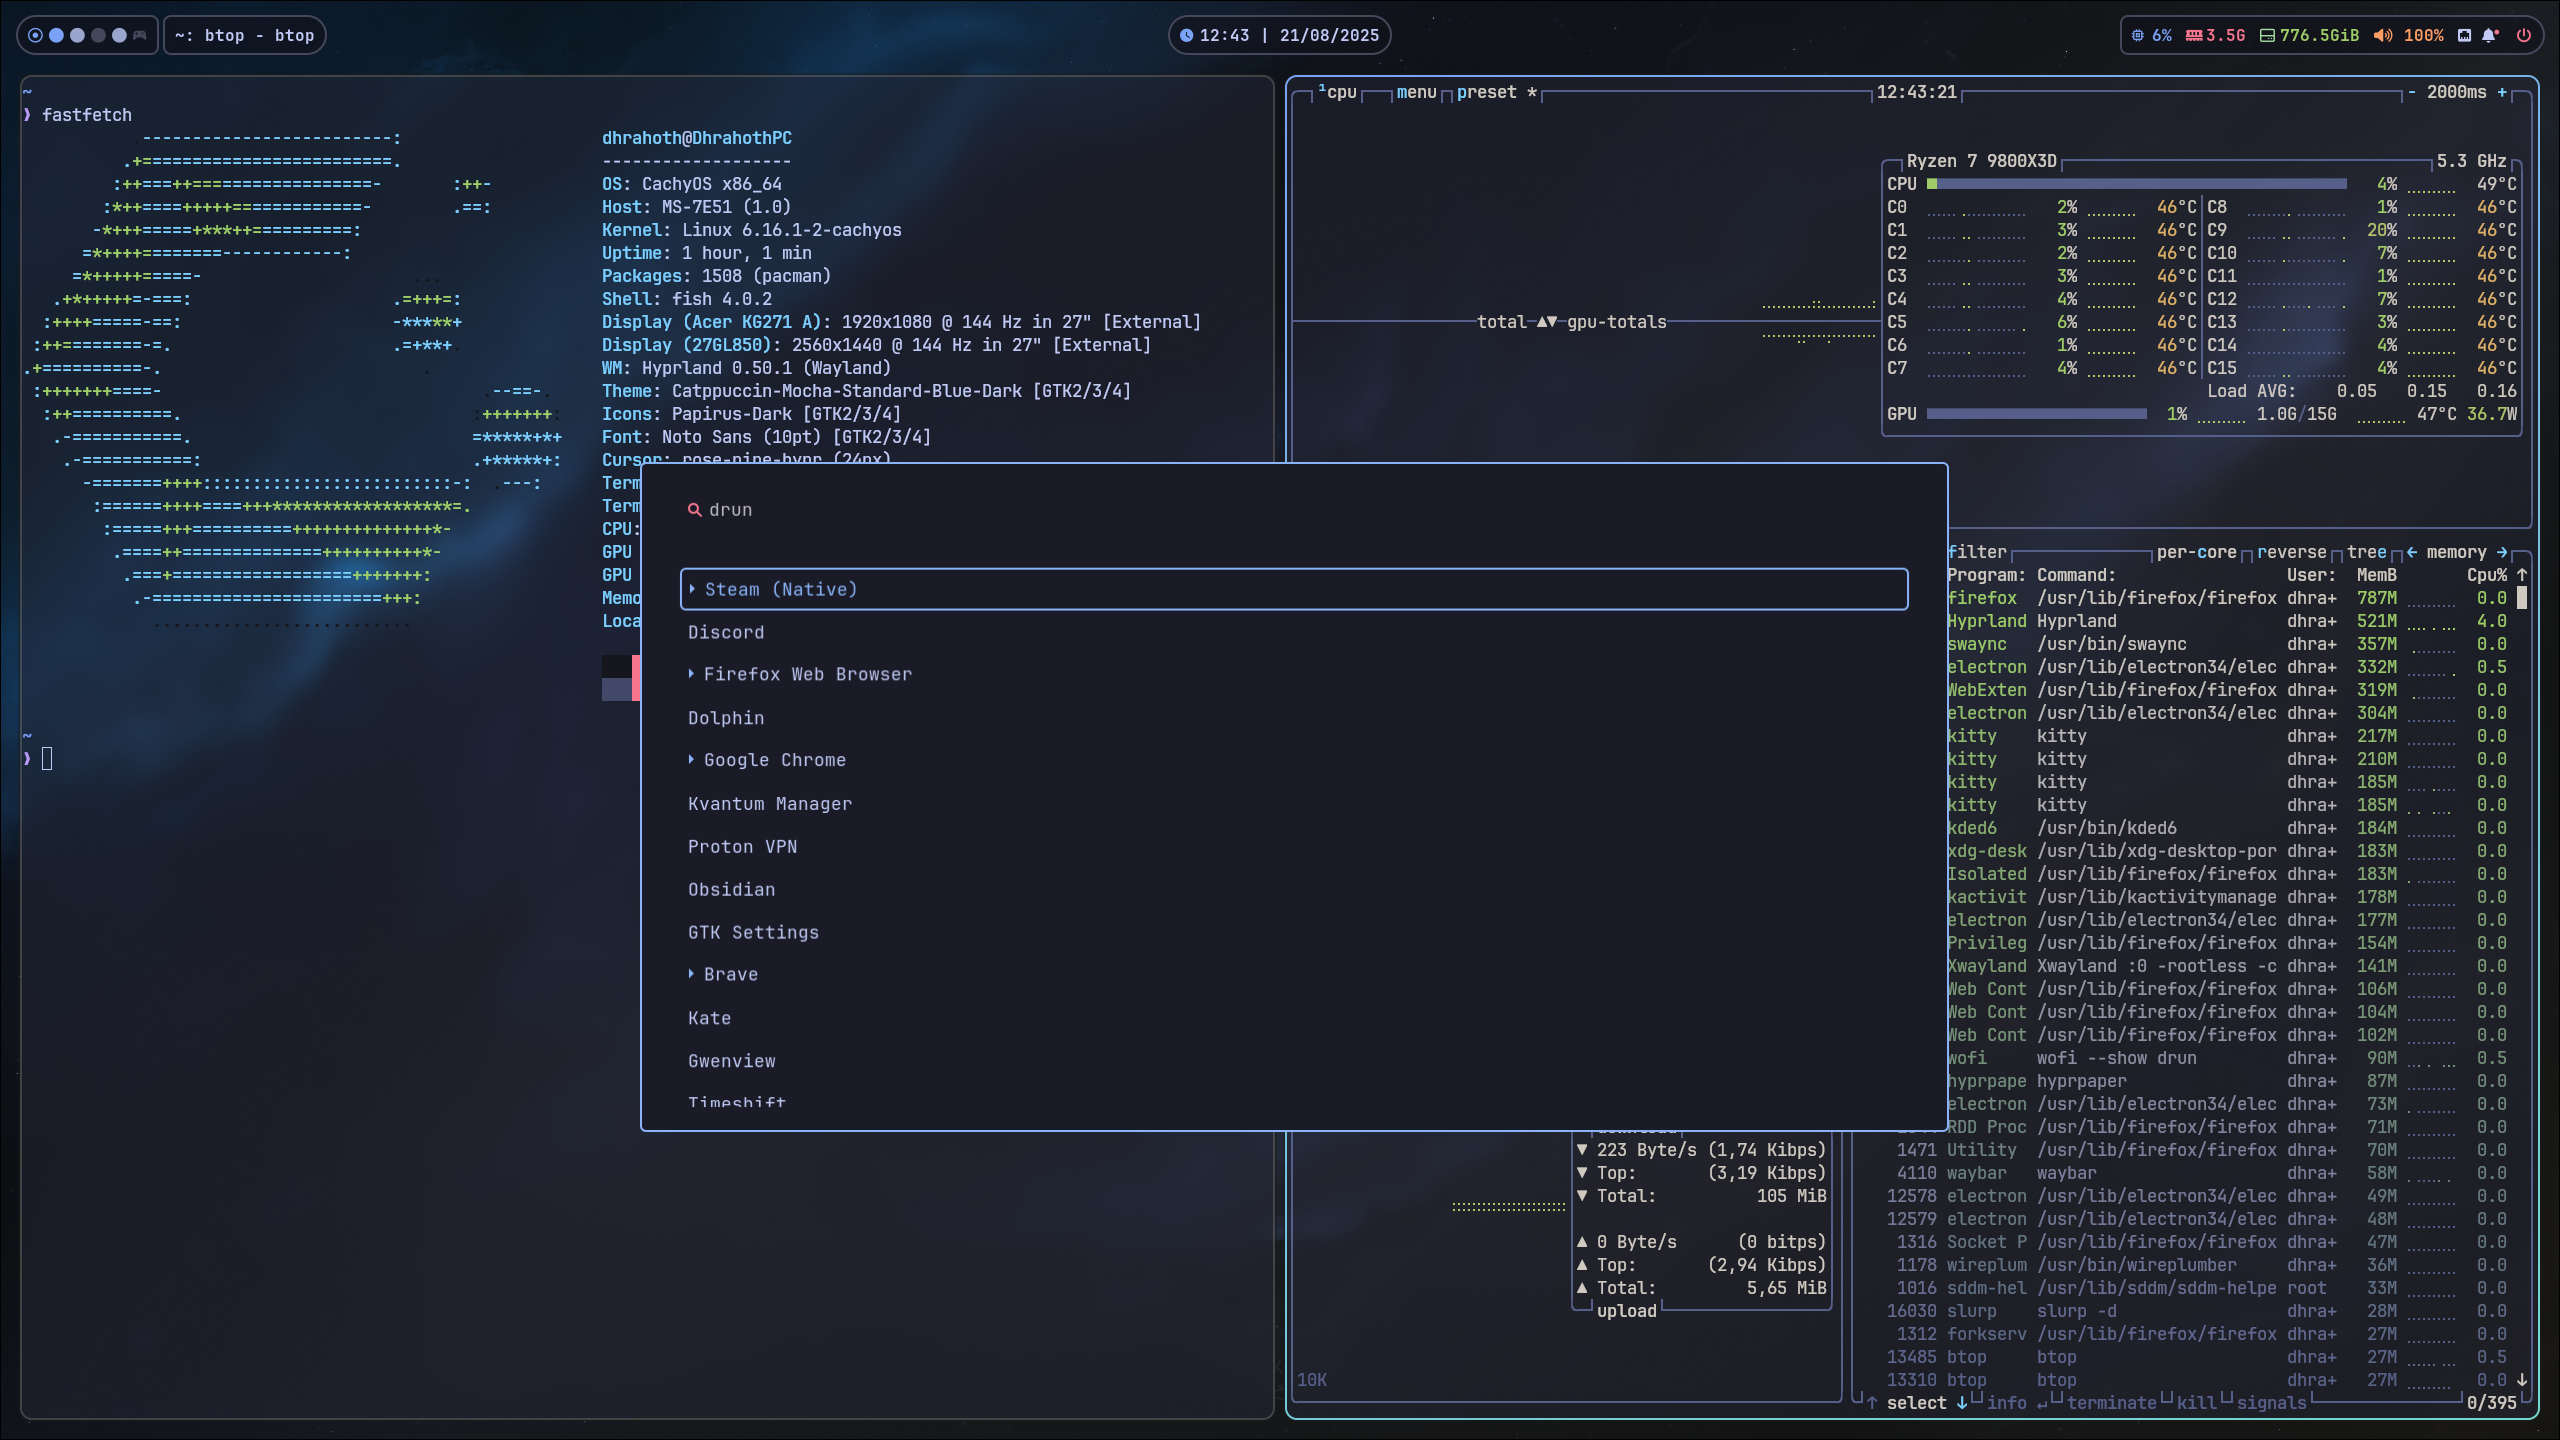 ~: btop - btop
12:43 | 21/08/2025
6% 3.5G 776.5GiB 100%
~
❯ fastfetch
dhrahoth@DhrahothPC
-------------------
OS: CachyOS x86_64
Host: MS-7E51 (1.0)
Kernel: Linux 6.16.1-2-cachyos
Uptime: 1 hour, 1 min
Packages: 1508 (pacman)
Shell: fish 4.0.2
Display (Acer KG271 A): 1920x1080 @ 144 Hz in 27" [External]
Display (27GL850): 2560x1440 @ 144 Hz in 27" [External]
WM: Hyprland 0.50.1 (Wayland)
Theme: Catppuccin-Mocha-Standard-Blue-Dark [GTK2/3/4]
Icons: Papirus-Dark [GTK2/3/4]
Font: Noto Sans (10pt) [GTK2/3/4]
Cursor: rose-pine-hypr (24px)
Term
Term
CPU:
GPU
GPU
Memo
Loca
~
❯
drun
Steam (Native)
Discord
Firefox Web Browser
Dolphin
Google Chrome
Kvantum Manager
Proton VPN
Obsidian
GTK Settings
Brave
Kate
Gwenview
Timeshift
¹cpu menu preset * 12:43:21 - 2000ms +
Ryzen 7 9800X3D 5.3 GHz
CPU 4% 49°C
C0 2% 46°C C8 1% 46°C
C1 3% 46°C C9 20% 46°C
C2 2% 46°C C10 7% 46°C
C3 3% 46°C C11 1% 46°C
C4 4% 46°C C12 7% 46°C
total ▲▼ gpu-totals
C5 6% 46°C C13 3% 46°C
C6 1% 46°C C14 4% 46°C
C7 4% 46°C C15 4% 46°C
Load AVG: 0.05 0.15 0.16
GPU 1% 1.0G/15G 47°C 36.7W
filter per-core reverse tree ← memory →
Program: Command: User: MemB Cpu% ↑
firefox /usr/lib/firefox/firefox dhra+ 787M 0.0
Hyprland Hyprland dhra+ 521M 4.0
swaync /usr/bin/swaync dhra+ 357M 0.0
electron /usr/lib/electron34/elec dhra+ 332M 0.5
WebExten /usr/lib/firefox/firefox dhra+ 319M 0.0
electron /usr/lib/electron34/elec dhra+ 304M 0.0
kitty kitty dhra+ 217M 0.0
kitty kitty dhra+ 210M 0.0
kitty kitty dhra+ 185M 0.0
kitty kitty dhra+ 185M 0.0
kded6 /usr/bin/kded6 dhra+ 184M 0.0
xdg-desk /usr/lib/xdg-desktop-por dhra+ 183M 0.0
Isolated /usr/lib/firefox/firefox dhra+ 183M 0.0
kactivit /usr/lib/kactivitymanage dhra+ 178M 0.0
electron /usr/lib/electron34/elec dhra+ 177M 0.0
Privileg /usr/lib/firefox/firefox dhra+ 154M 0.0
Xwayland Xwayland :0 -rootless -c dhra+ 141M 0.0
Web Cont /usr/lib/firefox/firefox dhra+ 106M 0.0
Web Cont /usr/lib/firefox/firefox dhra+ 104M 0.0
Web Cont /usr/lib/firefox/firefox dhra+ 102M 0.0
wofi wofi --show drun dhra+ 90M 0.5
hyprpape hyprpaper dhra+ 87M 0.0
electron /usr/lib/electron34/elec dhra+ 73M 0.0
RDD Proc /usr/lib/firefox/firefox dhra+ 71M 0.0
1471 Utility /usr/lib/firefox/firefox dhra+ 70M 0.0
4110 waybar waybar dhra+ 58M 0.0
12578 electron /usr/lib/electron34/elec dhra+ 49M 0.0
12579 electron /usr/lib/electron34/elec dhra+ 48M 0.0
1316 Socket P /usr/lib/firefox/firefox dhra+ 47M 0.0
1178 wireplum /usr/bin/wireplumber dhra+ 36M 0.0
1016 sddm-hel /usr/lib/sddm/sddm-helpe root 33M 0.0
16030 slurp slurp -d dhra+ 28M 0.0
1312 forkserv /usr/lib/firefox/firefox dhra+ 27M 0.0
13485 btop btop dhra+ 27M 0.5
13310 btop btop dhra+ 27M 0.0 ↓
↑ select ↓ info ↵ terminate kill signals 0/395
▼ 223 Byte/s (1,74 Kibps)
▼ Top: (3,19 Kibps)
▼ Total: 105 MiB
▲ 0 Byte/s (0 bitps)
▲ Top: (2,94 Kibps)
▲ Total: 5,65 MiB
upload
10K